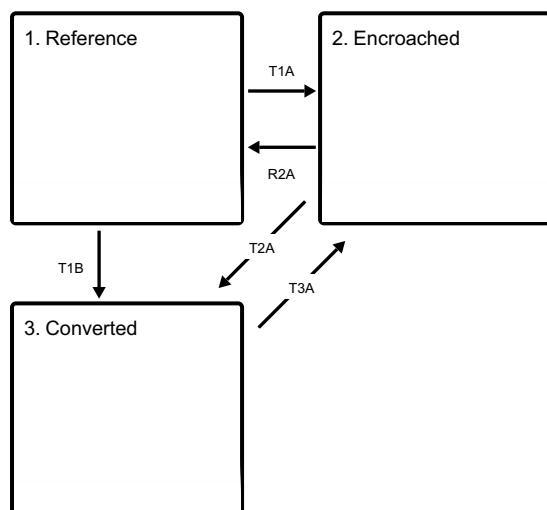 1. Reference
2. Encroached
T1A
R2A
T2A
T1B
T3A
3. Converted